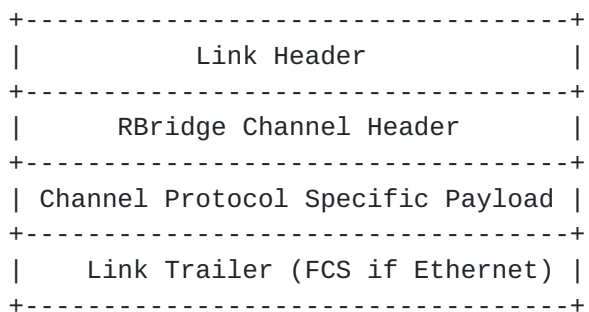 +-----------------------------------+
|           Link Header             |
+-----------------------------------+
|      RBridge Channel Header       |
+-----------------------------------+
| Channel Protocol Specific Payload |
+-----------------------------------+
|    Link Trailer (FCS if Ethernet) |
+-----------------------------------+